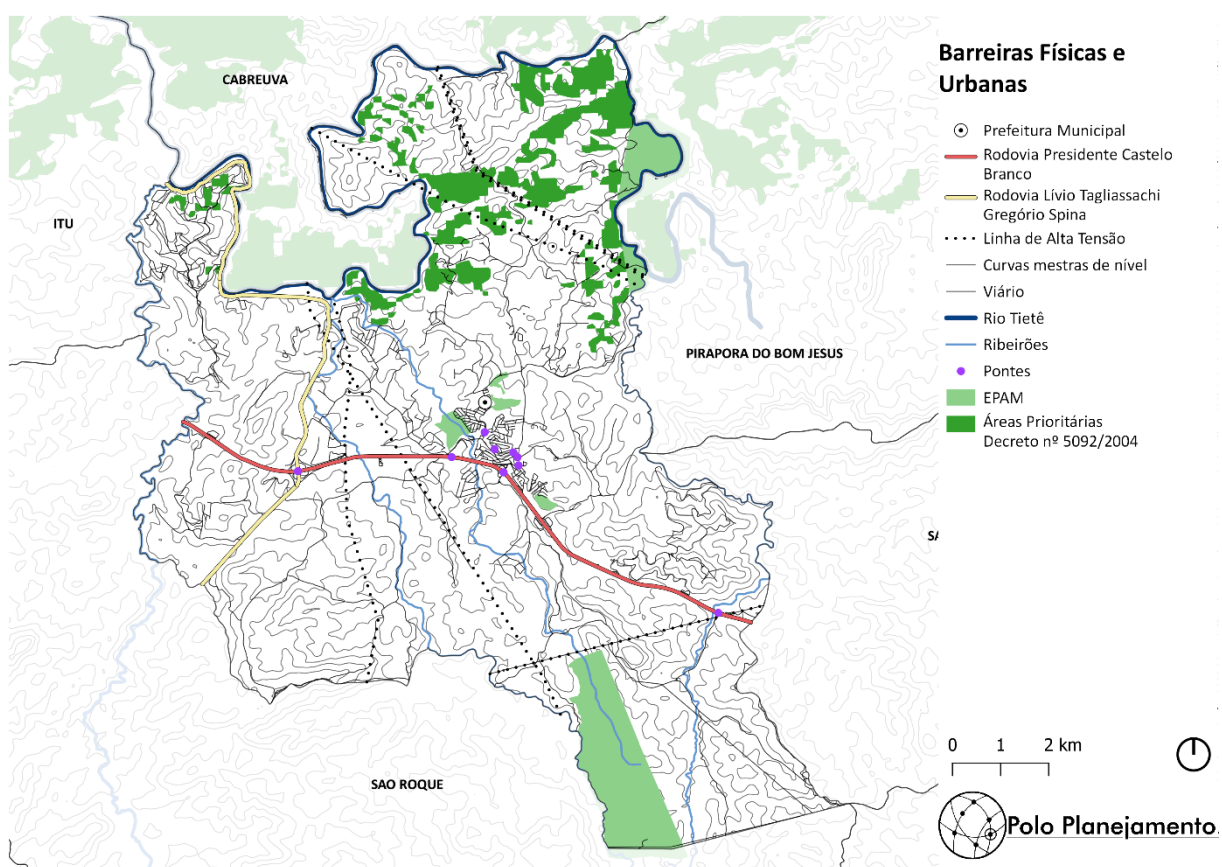 Barreiras Físicas e
Urbanas
Prefeitura Municipal
Rodovia Presidente Castelo
Branco
Rodovia Lívio Tagliassachi
Gregório Spina
Linha de Alta Tensão
Curvas mestras de nível
Viário
Rio Tietê
Ribeirões
Pontes
EPAM
Áreas Prioritárias
Decreto nº 5092/2004
CABREUVA
ITU
PIRAPORA DO BOM JESUS
SA
SAO ROQUE
0 1 2 km
Polo Planejamento